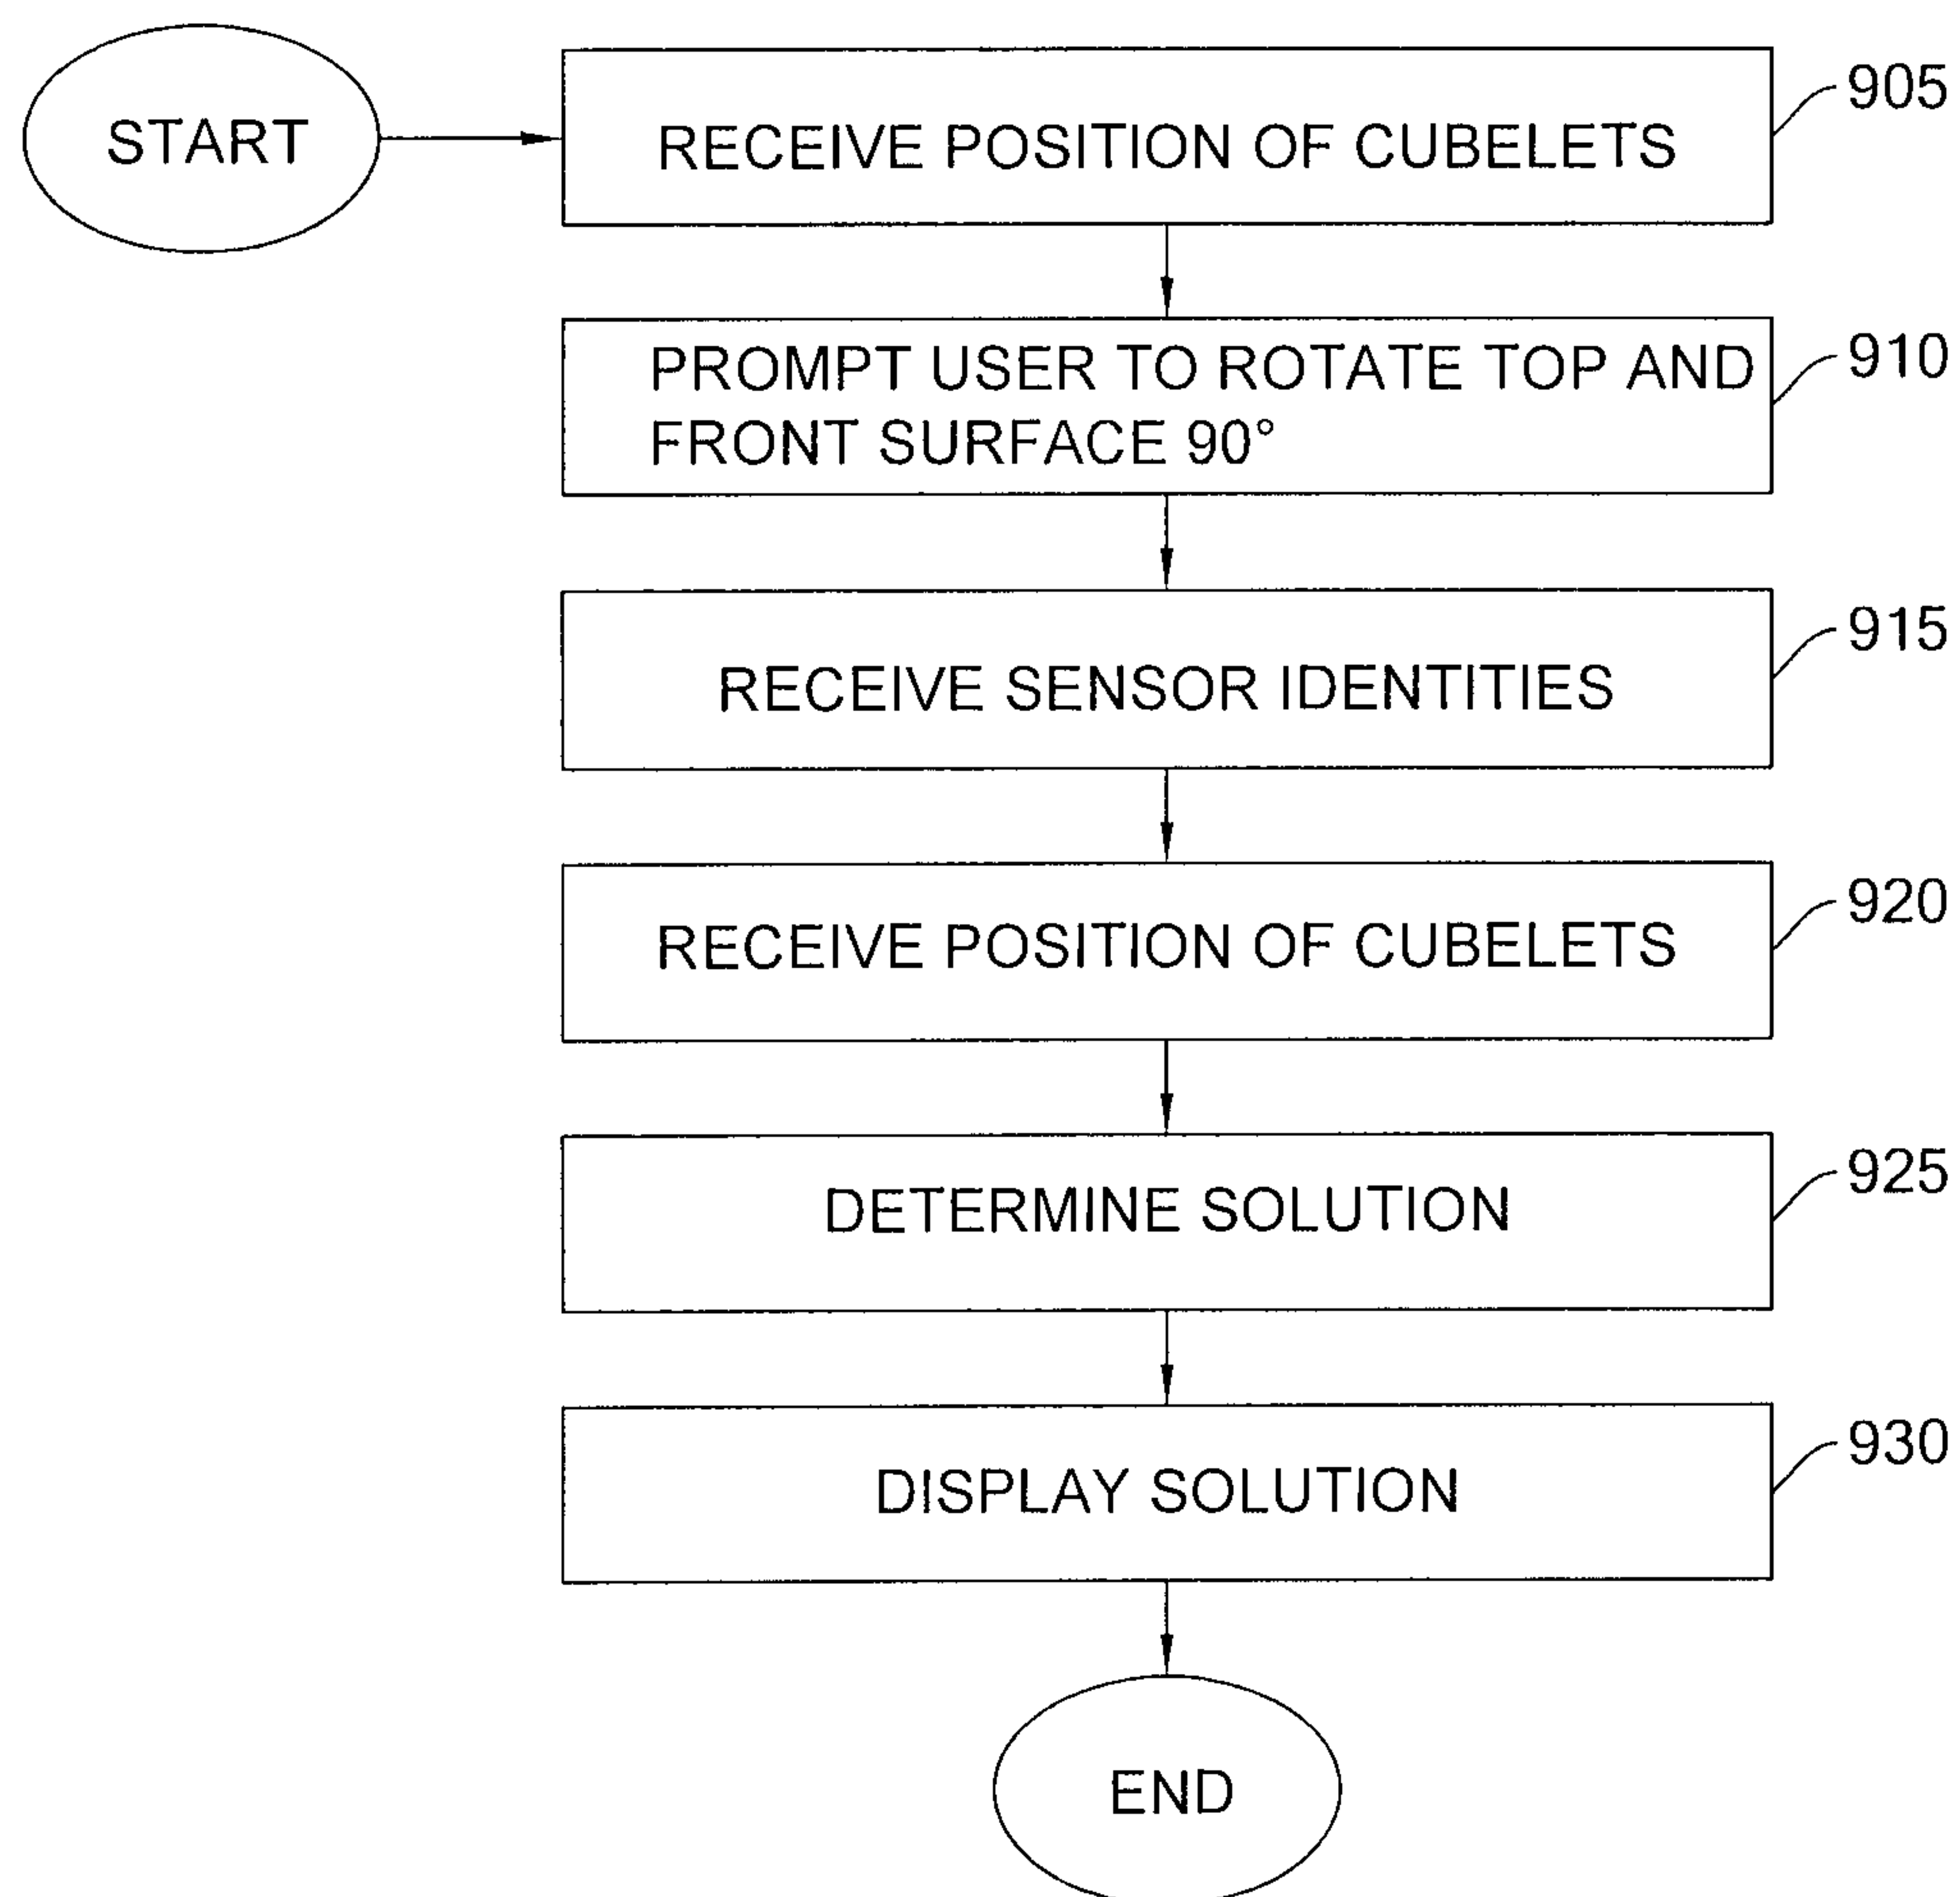 START
RECEIVE POSITION OF CUBELETS
905
PROMPT USER TO ROTATE TOP AND
FRONT SURFACE 90°
910
RECEIVE SENSOR IDENTITIES
915
RECEIVE POSITION OF CUBELETS
920
DETERMINE SOLUTION
925
DISPLAY SOLUTION
930
END